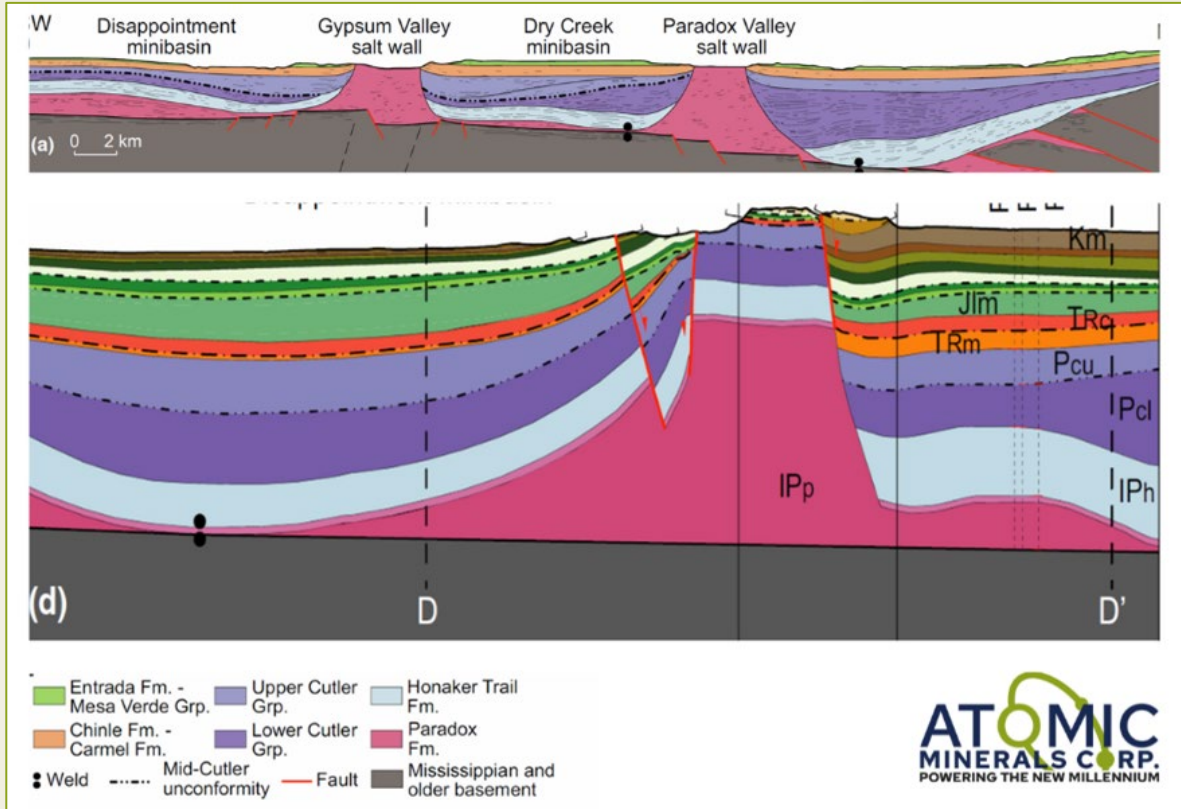 W
Disappointment
minibasin
Gypsum Valley
salt wall
Dry Creek
minibasin
Paradox Valley
salt wall
(a) 0 2 km
Km
Jlm
TRc
TRm
Pcu
Pcl
IPp
IPh
(d)
D
D'
Entrada Fm. -
Mesa Verde Grp.
Upper Cutler
Grp.
Honaker Trail
Fm.
Chinle Fm. -
Carmel Fm.
Lower Cutler
Grp.
Paradox
Fm.
Weld
Mid-Cutler
unconformity
Fault
Mississippian and
older basement
ATOMIC
MINERALS CORP.
POWERING THE NEW MILLENNIUM